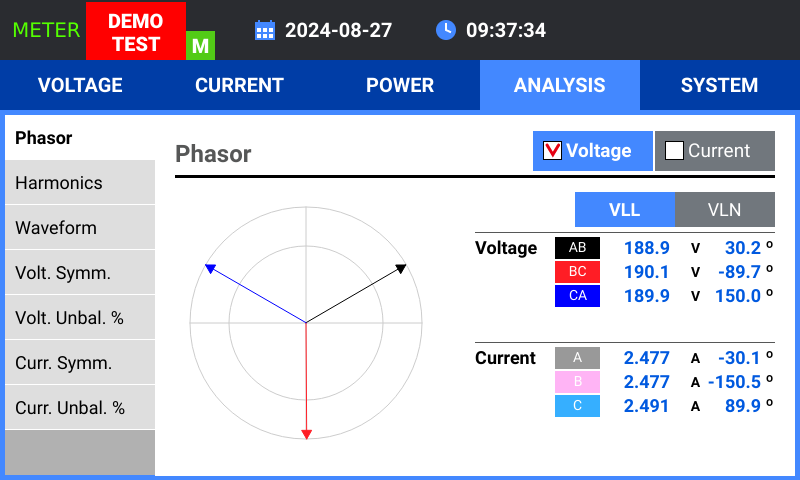 METER
DEMO
TEST
M
2024-08-27
09:37:34
VOLTAGE CURRENT POWER ANALYSIS SYSTEM
Phasor
Harmonics
Waveform
Volt. Symm.
Volt. Unbal. %
Curr. Symm.
Curr. Unbal. %
Phasor
Voltage
Current
VLL VLN
Voltage AB 188.9 V 30.2 °
BC 190.1 V -89.7 °
CA 189.9 V 150.0 °
Current A 2.477 A -30.1 °
B 2.477 A -150.5 °
C 2.491 A 89.9 °